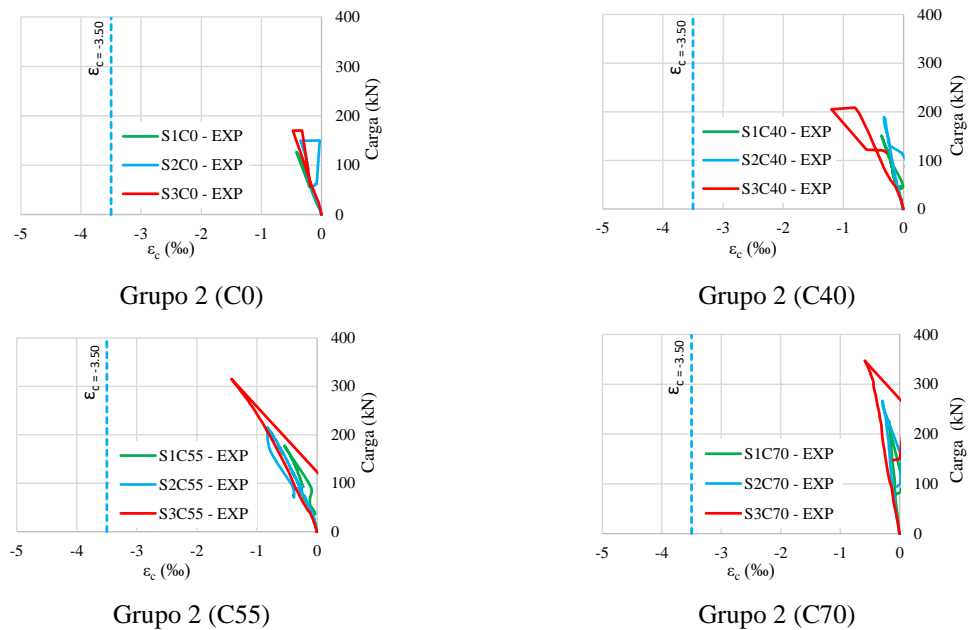 400
300
200
100
0
Carga (kN)
εc = -3.50
S1C0 - EXP
S2C0 - EXP
S3C0 - EXP
-5 -4 -3 -2 -1 0
εc (‰)
Grupo 2 (C0)
400
300
200
100
0
Carga (kN)
εc = -3.50
S1C40 - EXP
S2C40 - EXP
S3C40 - EXP
-5 -4 -3 -2 -1 0
εc (‰)
Grupo 2 (C40)
400
300
200
100
0
Carga (kN)
εc = -3.50
S1C55 - EXP
S2C55 - EXP
S3C55 - EXP
-5 -4 -3 -2 -1 0
εc (‰)
Grupo 2 (C55)
400
300
200
100
0
Carga (kN)
εc = -3.50
S1C70 - EXP
S2C70 - EXP
S3C70 - EXP
-5 -4 -3 -2 -1 0
εc (‰)
Grupo 2 (C70)